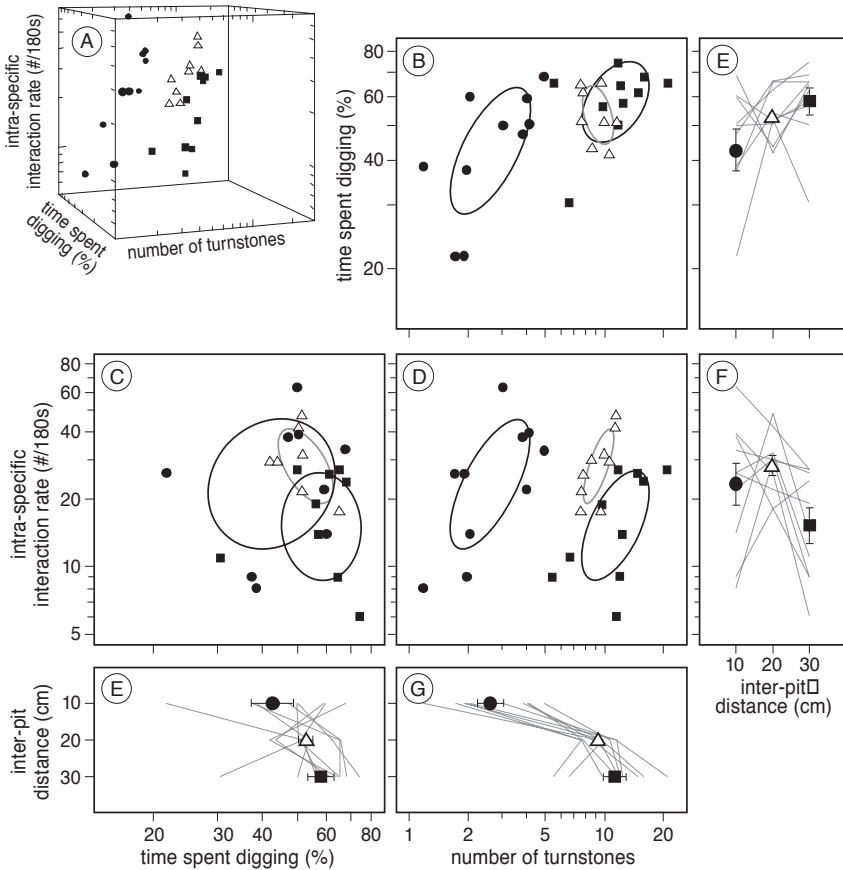 A
intra-specific
interaction rate (#/180s)
time spent
digging (%)
number of turnstones
B
time spent digging (%)
80
60
40
20
E
C
intra-specific
interaction rate (#/180s)
80
60
40
20
10
5
D
F
10 20 30
inter-pit□
distance (cm)
E
inter-pit
distance (cm)
10
20
30
20 40 60 80
time spent digging (%)
G
1 2 5 10 20
number of turnstones